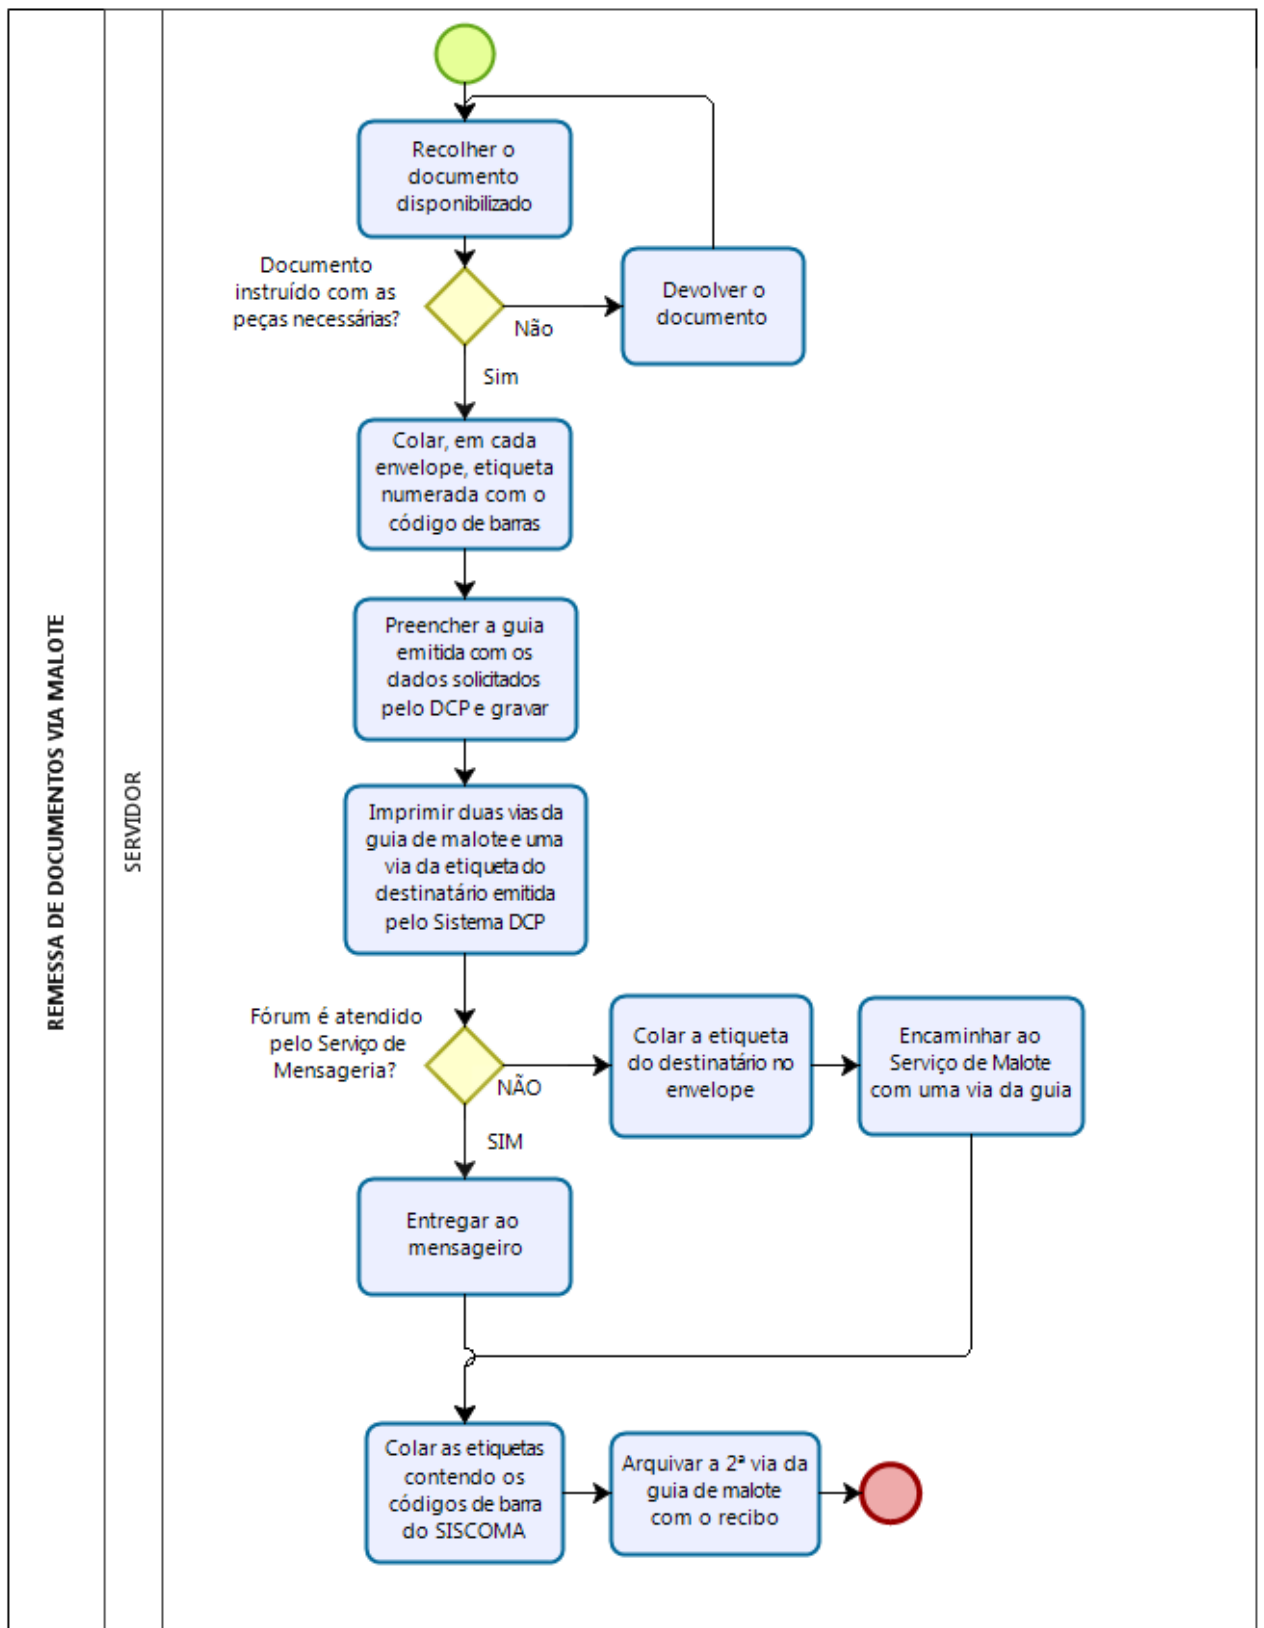 REMESSA DE DOCUMENTOS VIA MALOTE
SERVIDOR
Recolher o
documento
disponibilizado
Documento
instruído com as
peças necessárias?
Não
Devolver o
documento
Sim
Colar, em cada
envelope, etiqueta
numerada com o
código de barras
Preencher a guia
emitida com os
dados solicitados
pelo DCP e gravar
Imprimir duas vias da
guia de malote e uma
via da etiqueta do
destinatário emitida
pelo Sistema DCP
Fórum é atendido
pelo Serviço de
Mensageria?
NÃO
Colar a etiqueta
do destinatário no
envelope
Encaminhar ao
Serviço de Malote
com uma via da guia
SIM
Entregar ao
mensageiro
Colar as etiquetas
contendo os
códigos de barra
do SISCOMA
Arquivar a 2ª via da
guia de malote
com o recibo